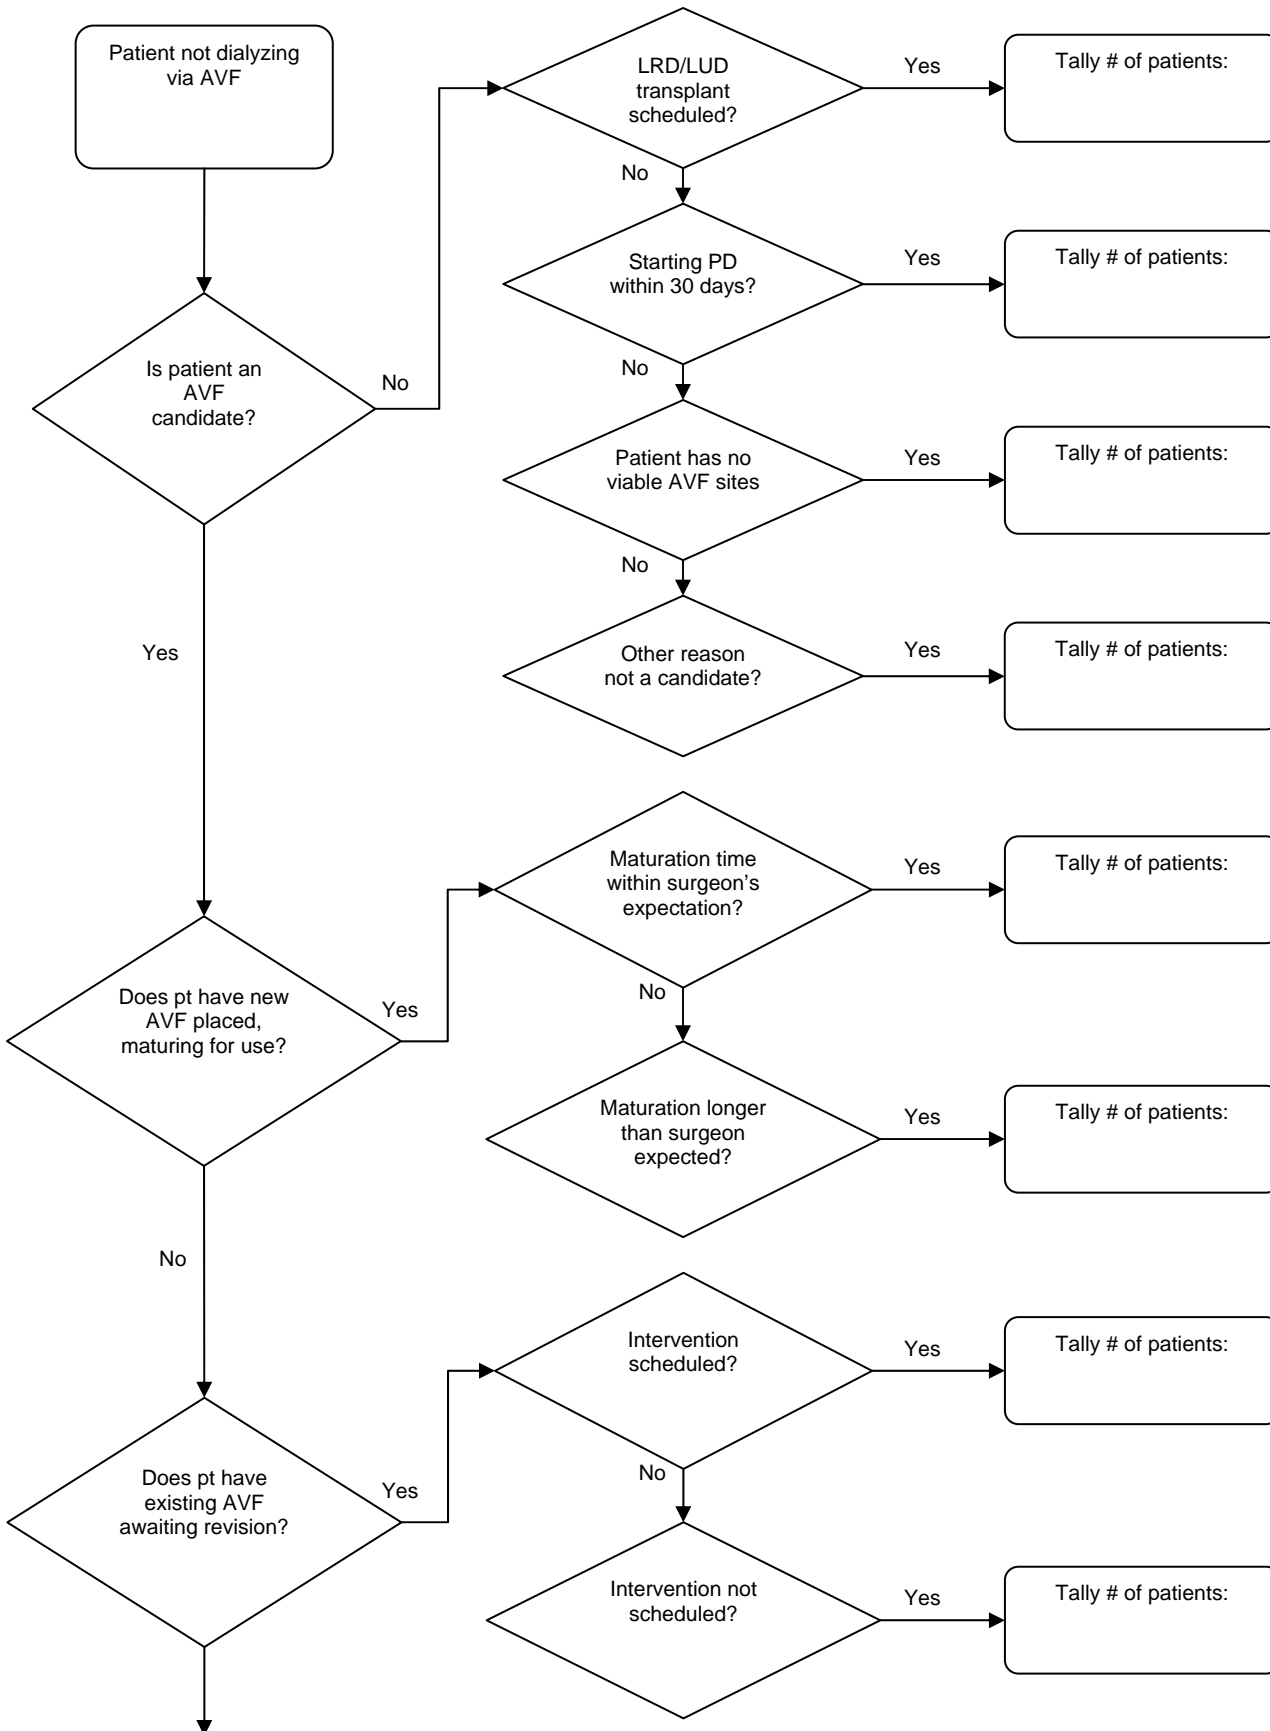 Patient not dialyzing
via AVF
LRD/LUD
transplant
scheduled?
Yes
Tally # of patients:
No
Starting PD
within 30 days?
Yes
Tally # of patients:
No
Is patient an
AVF
candidate?
No
Patient has no
viable AVF sites
Yes
Tally # of patients:
No
Other reason
not a candidate?
Yes
Tally # of patients:
Yes
Maturation time
within surgeon’s
expectation?
Yes
Tally # of patients:
No
Does pt have new
AVF placed,
maturing for use?
Yes
Maturation longer
than surgeon
expected?
Yes
Tally # of patients:
No
Intervention
scheduled?
Yes
Tally # of patients:
No
Does pt have
existing AVF
awaiting revision?
Yes
Intervention not
scheduled?
Yes
Tally # of patients: